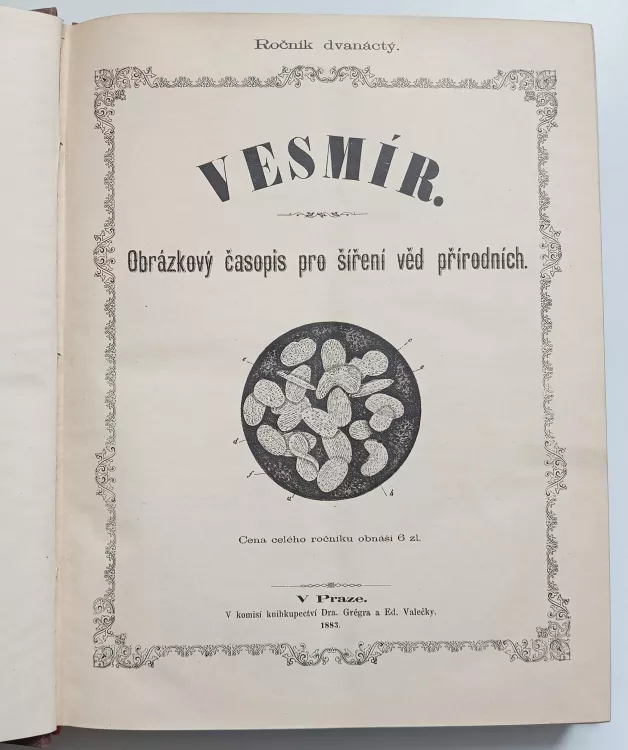 Ročník dvanáctý.
VESMÍR.
Obrázkový časopis pro šíření věd přírodních.
c
e
d
f
a
b
Cena celého ročníku obnáší 6 zl.
V Praze.
V komisí knihkupectví Dra. Grégra a Ed. Valečky.
1883.